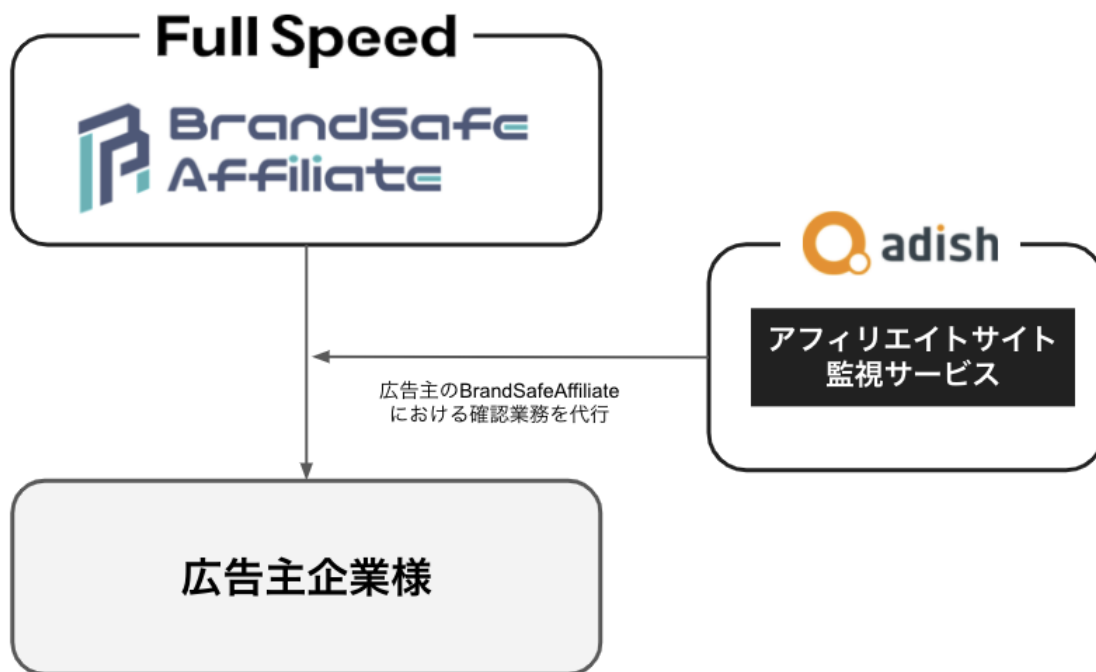 Full Speed
BrandSafe
Affiliate
adish
アフィリエイトサイト
監視サービス
広告主のBrandSafeAffiliate
における確認業務を代行
広告主企業様